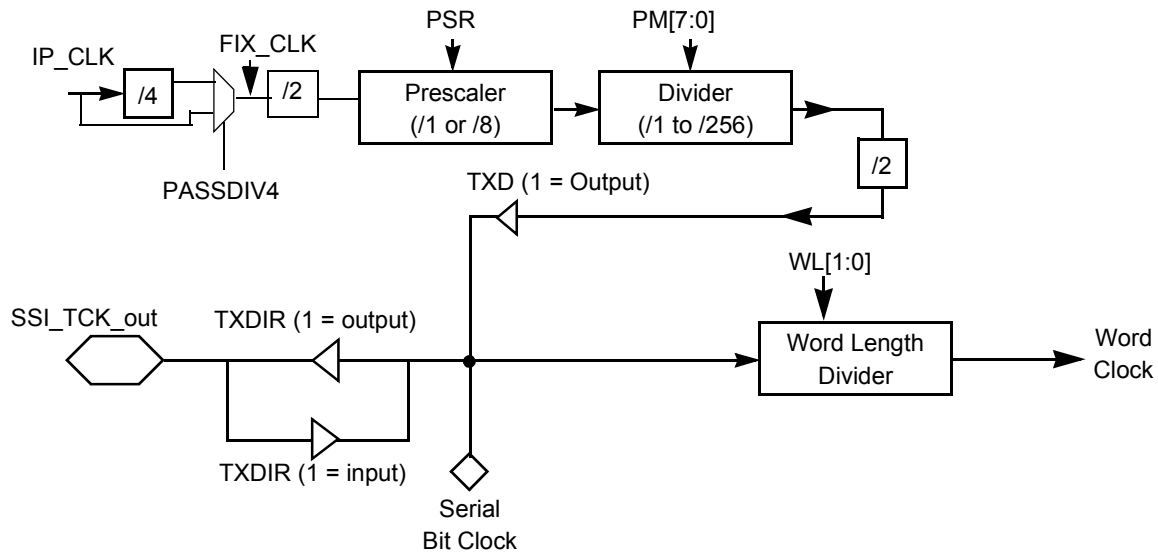 PSR
PM[7:0]
IP_CLK
FIX_CLK
/4
/2
Prescaler
(/1 or /8)
Divider
(/1 to /256)
/2
PASSDIV4
TXD (1 = Output)
WL[1:0]
SSI_TCK_out
TXDIR (1 = output)
Word Length
Divider
Word
Clock
TXDIR (1 = input)
Serial
Bit Clock